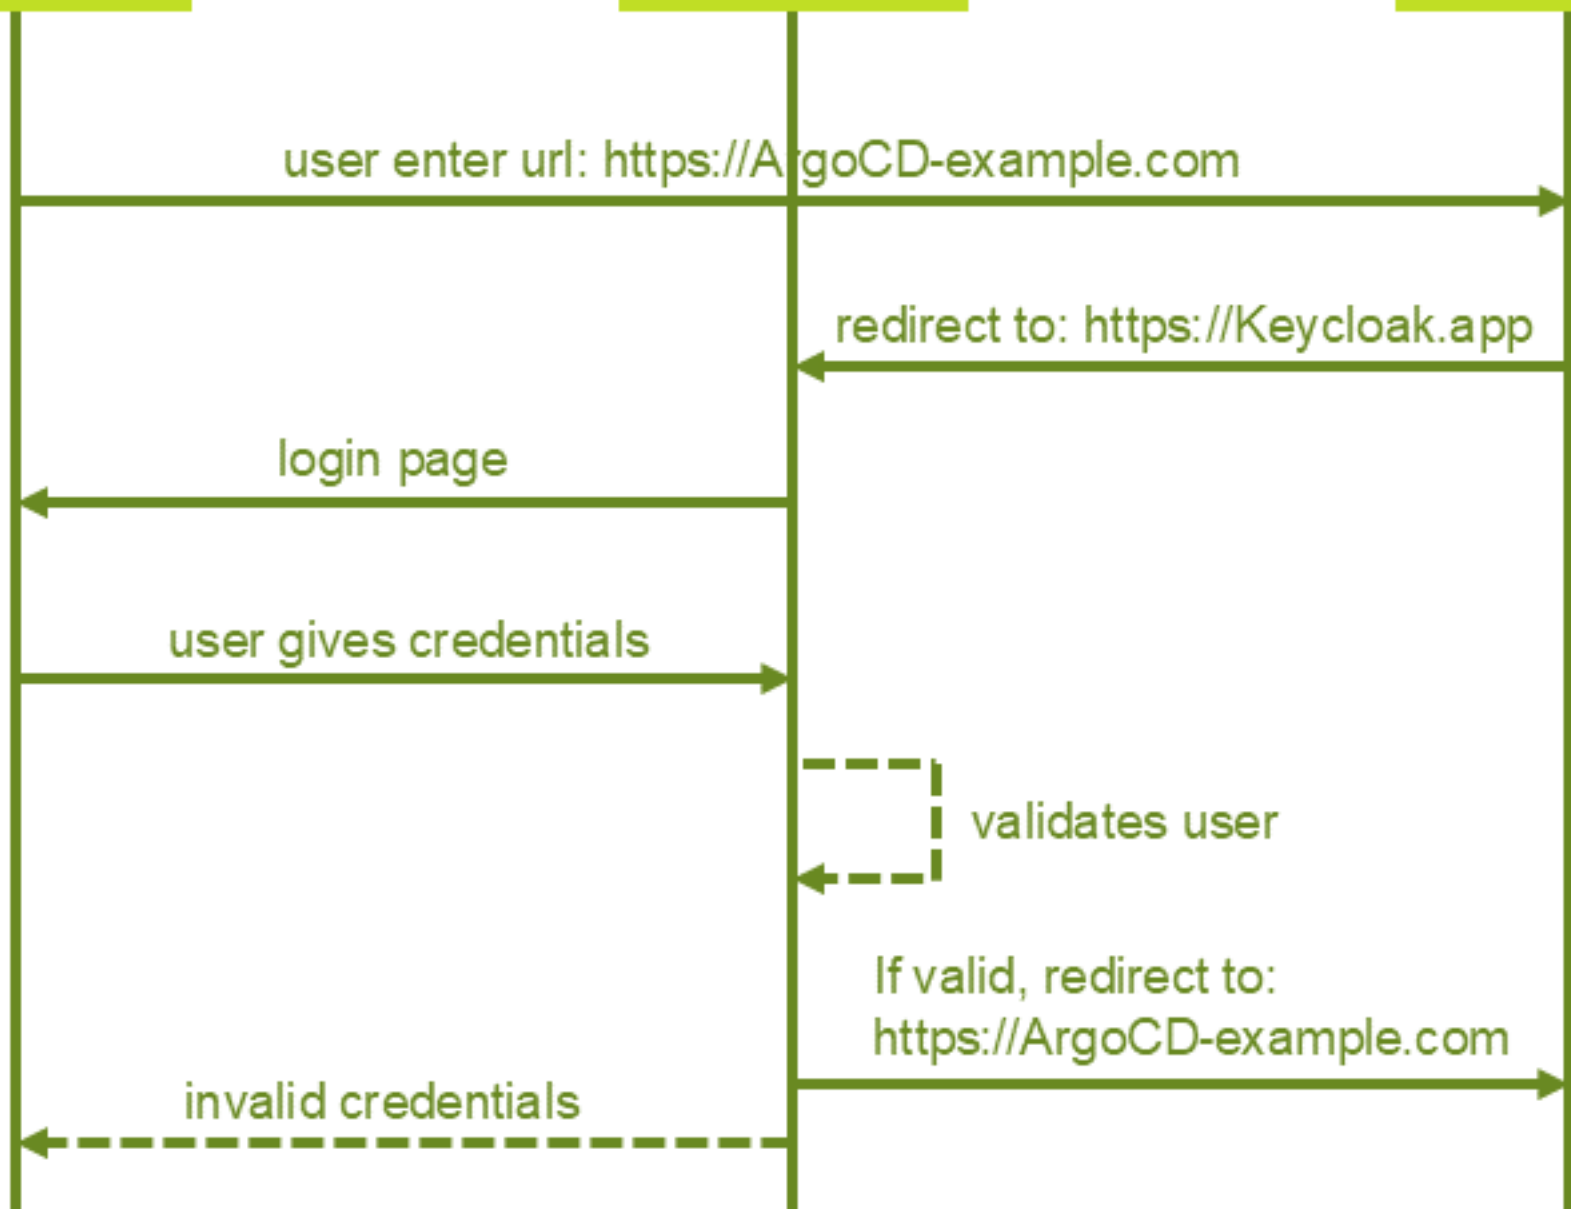 user enter url: https://ArgoCD-example.com
redirect to: https://Keycloak.app
login page
user gives credentials
validates user
If valid, redirect to:
https://ArgoCD-example.com
invalid credentials